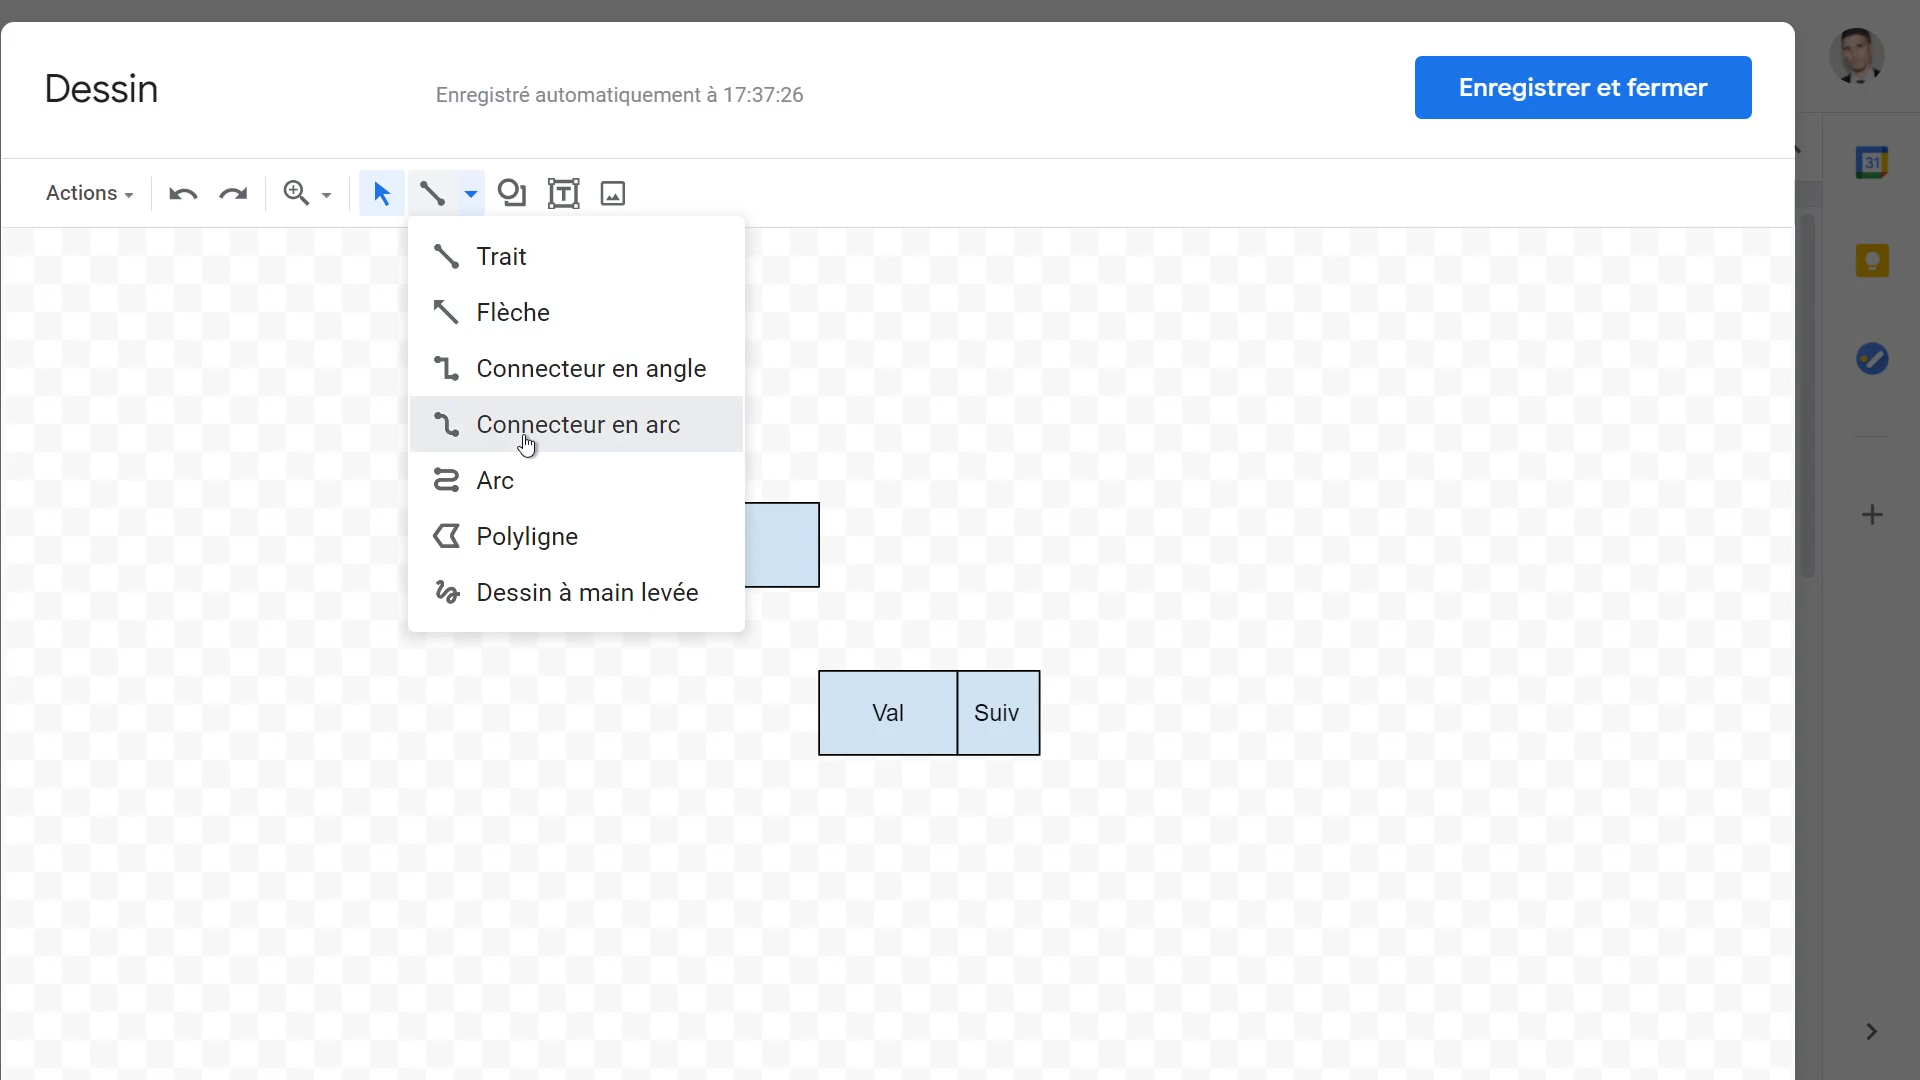 Dessin
Enregistré automatiquement à 17:37:26
Enregistrer et fermer
Actions
T
31
Trait
Flèche
Connecteur en angle
Connecteur en arc
Arc
Polyligne
Dessin à main levée
Val Suiv